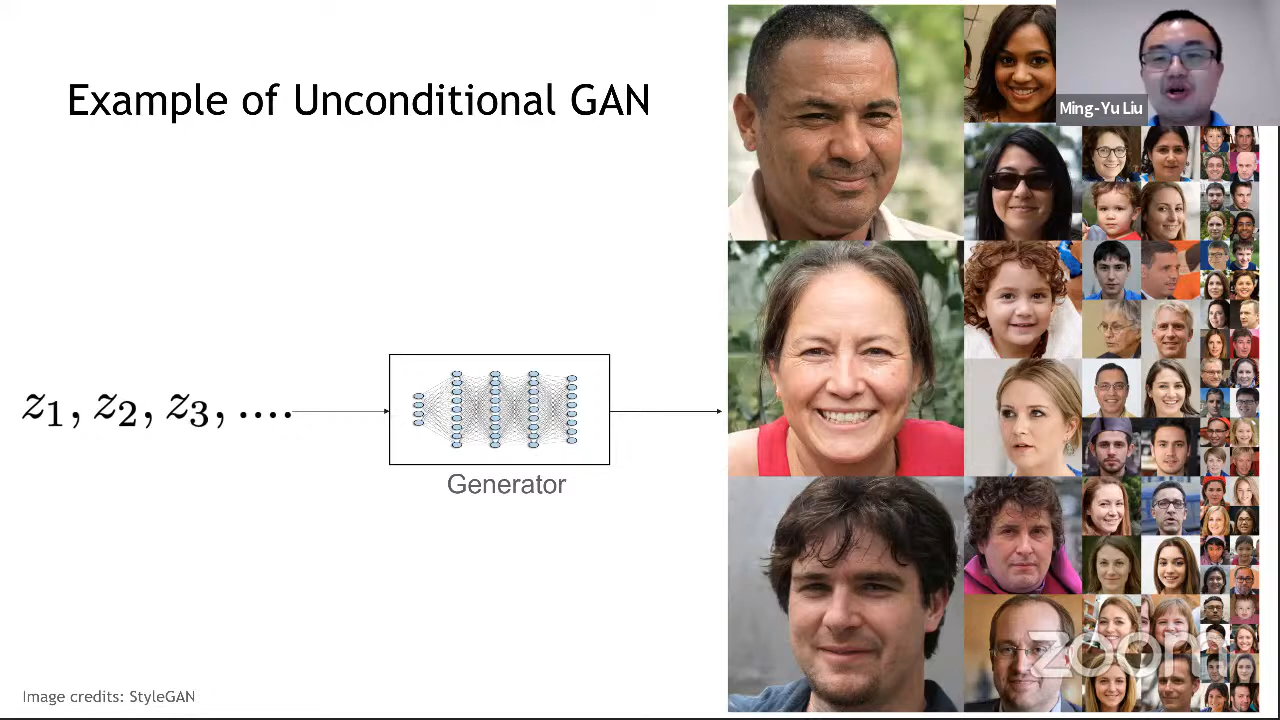 Example of Unconditional GAN
Ming-Yu Liu
z1, z2, z3, ....
Generator
zoom
Image credits: StyleGAN